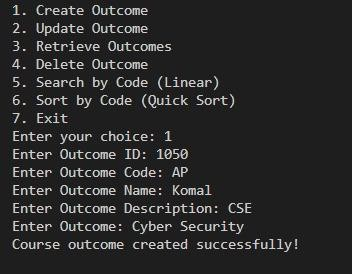 1. Create Outcome
2. Update Outcome
3. Retrieve Outcomes
4. Delete Outcome
5. Search by Code (Linear)
6. Sort by Code (Quick Sort)
7. Exit
Enter your choice: 1
Enter Outcome ID: 1050
Enter Outcome Code: AP
Enter Outcome Name: Komal
Enter Outcome Description: CSE
Enter Outcome: Cyber Security
Course outcome created successfully!